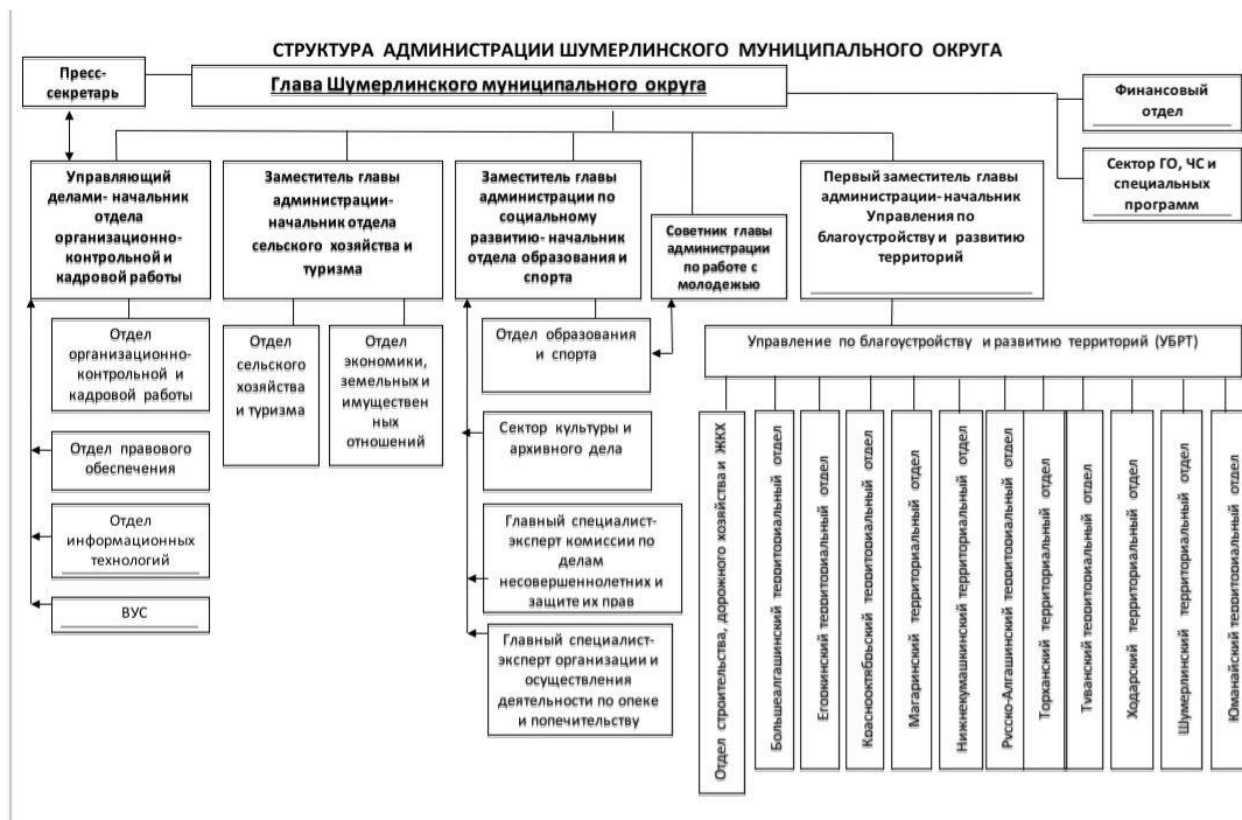 СТРУКТУРА АДМИНИСТРАЦИИ ШУМЕРЛИНСКОГО МУНИЦИПАЛЬНОГО ОКРУГА
Пресс-
секретарь
Глава Шумерлинского муниципального округа
Финансовый
отдел
Сектор ГО, ЧС и
специальных
программ
Управляющий
делами- начальник
отдела
организационно-
контрольной и
кадровой работы
Заместитель главы
администрации-
начальник отдела
сельского хозяйства и
туризма
Заместитель главы
администрации по
социальному
развитию- начальник
отдела образования и
спорта
Советник главы
администрации
по работе с
молодежью
Первый заместитель главы
администрации- начальник
Управления по
благоустройству и развитию
территорий
Отдел
организационно-
контрольной и
кадровой работы
Отдел правового
обеспечения
Отдел
информационных
технологий
ВУС
Отдел
сельского
хозяйства
и туризма
Отдел
экономики,
земельных и
имуществен
ных
отношений
Отдел образования
и спорта
Сектор культуры и
архивного дела
Главный специалист-
эксперт комиссии по
делам
несовершеннолетних и
защите их прав
Главный специалист-
эксперт организации и
осуществления
деятельности по опеке
и попечительству
Управление по благоустройству и развитию территорий (УБРТ)
Отдел строительства, дорожного хозяйства и ЖКХ
Большеалгашинский территориальный отдел
Егоркинский территориальный отдел
Краснооктябрьский территориальный отдел
Магаринский территориальный отдел
Нижнекумашкинский территориальный отдел
Русско-Алгашинский территориальный отдел
Торханский территориальный отдел
Туванский территориальный отдел
Ходарский территориальный отдел
Шумерлинский территориальный отдел
Юманайский территориальный отдел